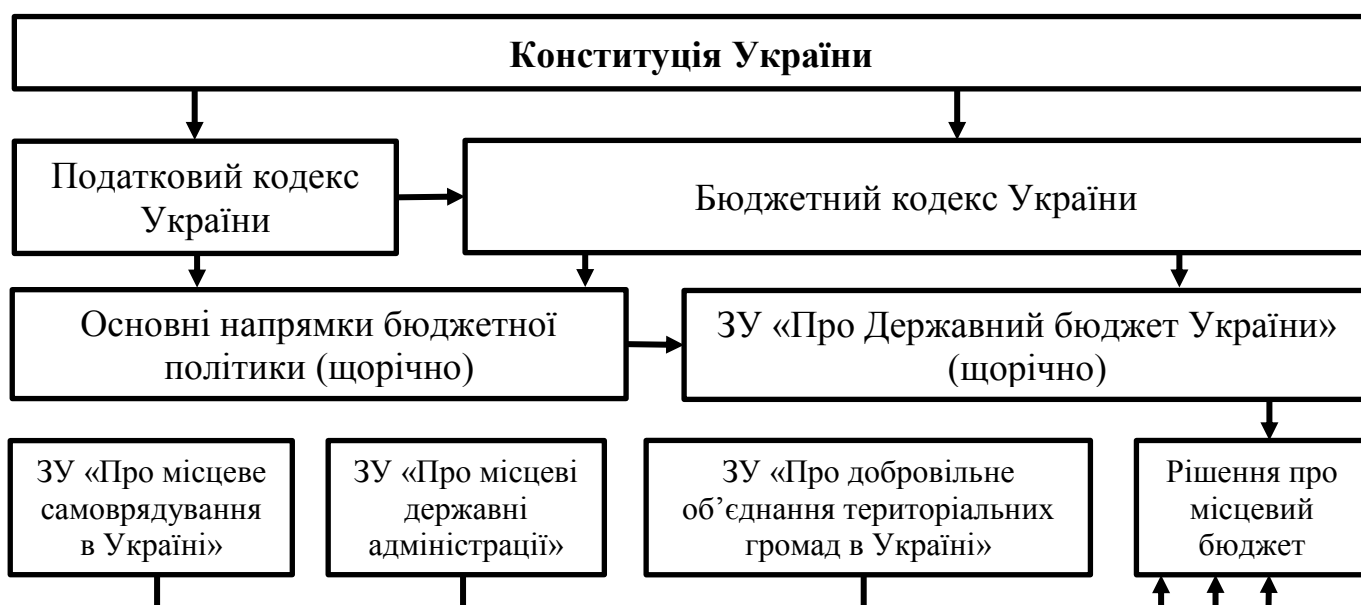 Конституція України
Податковий кодекс
України
Бюджетний кодекс України
Основні напрямки бюджетної
політики (щорічно)
ЗУ «Про Державний бюджет України»
(щорічно)
ЗУ «Про місцеве
самоврядування
в Україні»
ЗУ «Про місцеві
державні
адміністрації»
ЗУ «Про добровільне
об’єднання територіальних
громад в Україні»
Рішення про
місцевий
бюджет